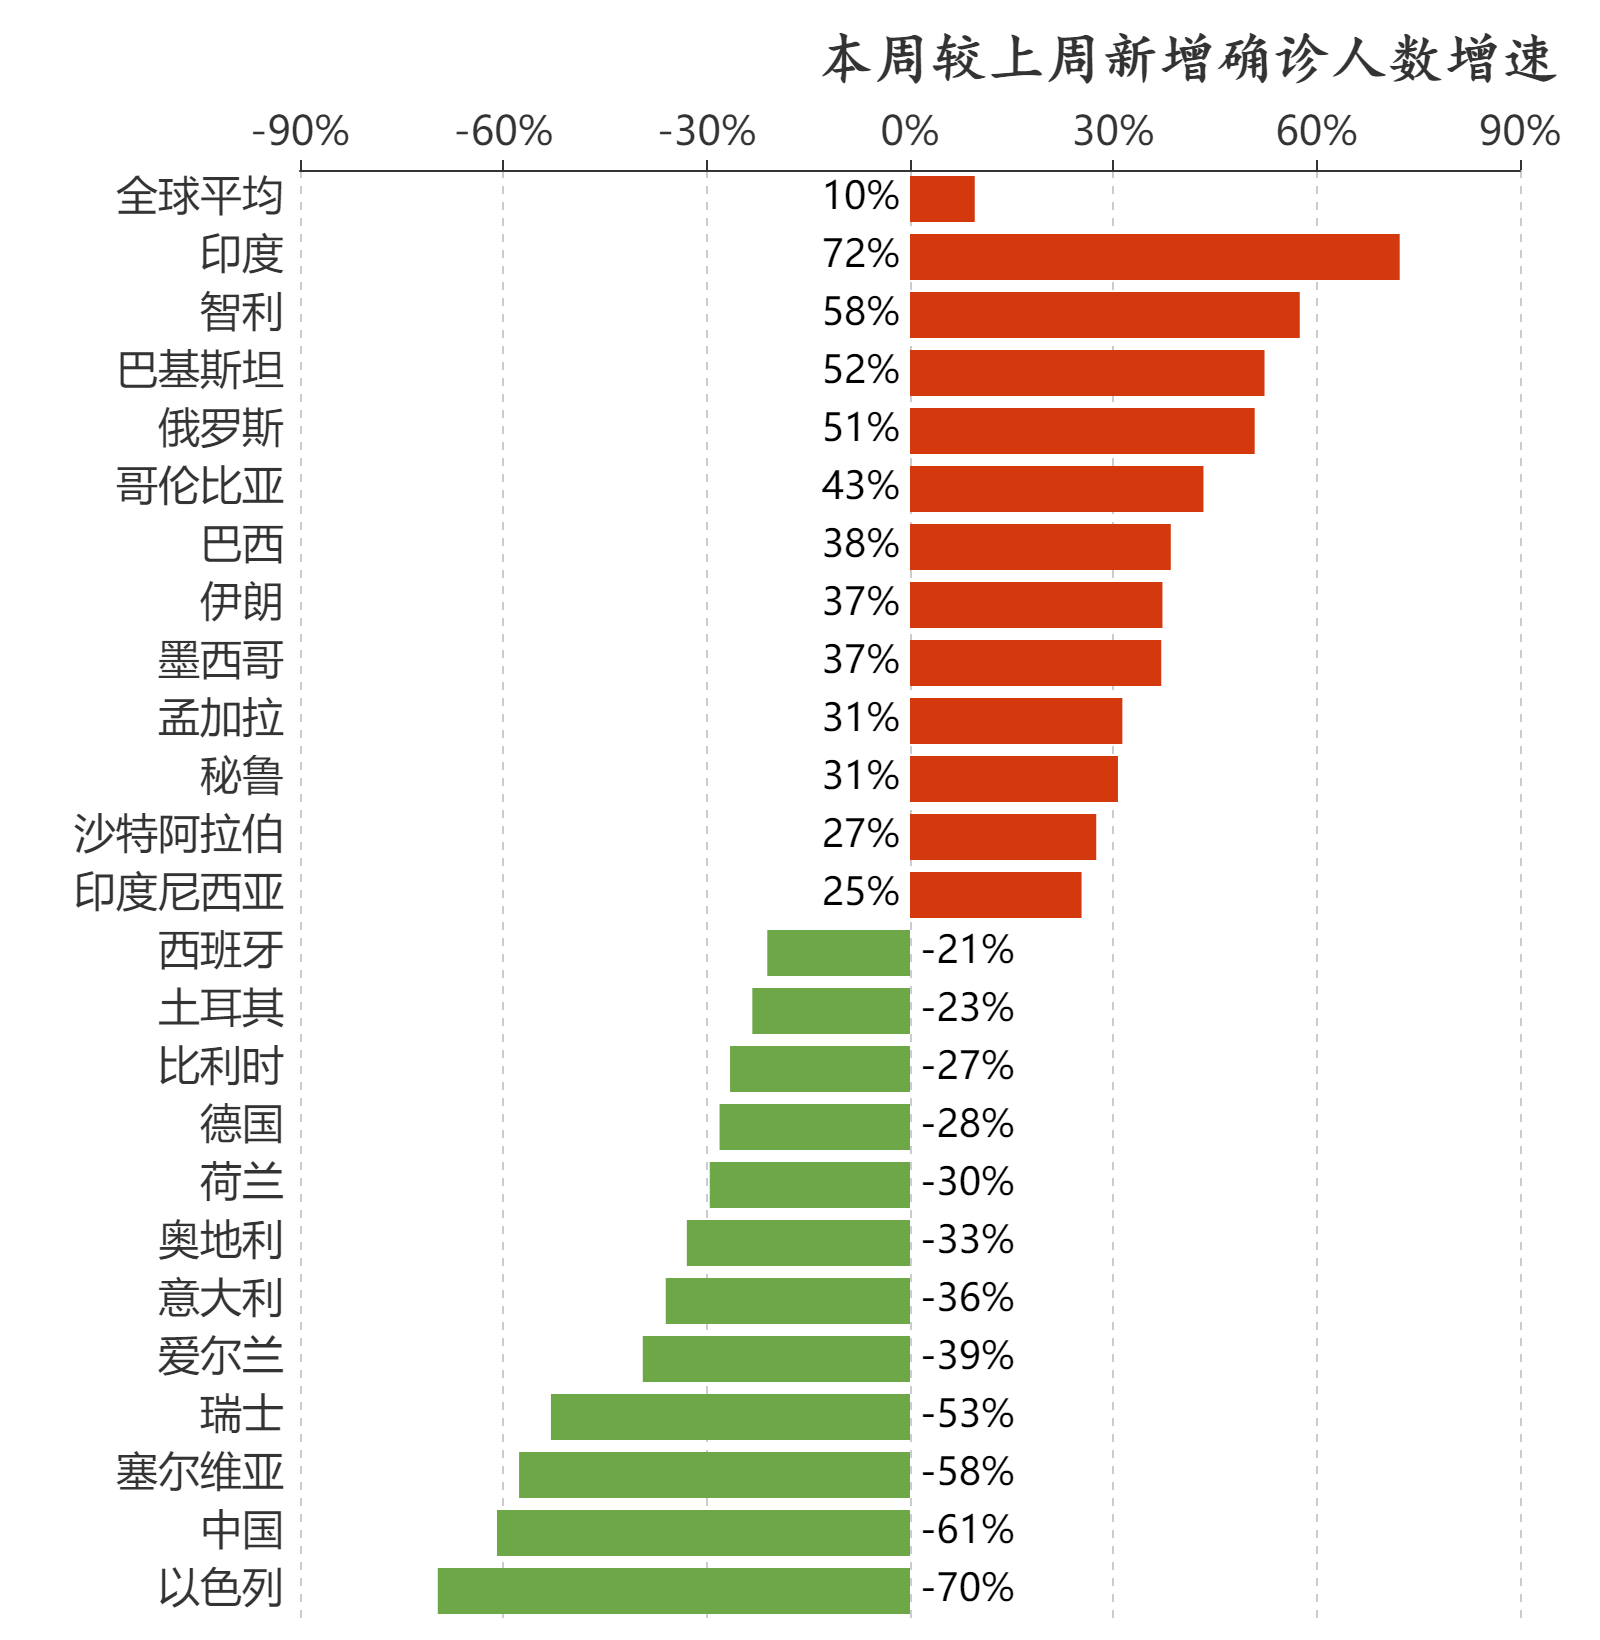 本周较上周新增确诊人数增速
-90% -60% -30% 0% 30% 60% 90%
全球平均 10%
印度 72%
智利 58%
巴基斯坦 52%
俄罗斯 51%
哥伦比亚 43%
巴西 38%
伊朗 37%
墨西哥 37%
孟加拉 31%
秘鲁 31%
沙特阿拉伯 27%
印度尼西亚 25%
西班牙 -21%
土耳其 -23%
比利时 -27%
德国 -28%
荷兰 -30%
奥地利 -33%
意大利 -36%
爱尔兰 -39%
瑞士 -53%
塞尔维亚 -58%
中国 -61%
以色列 -70%